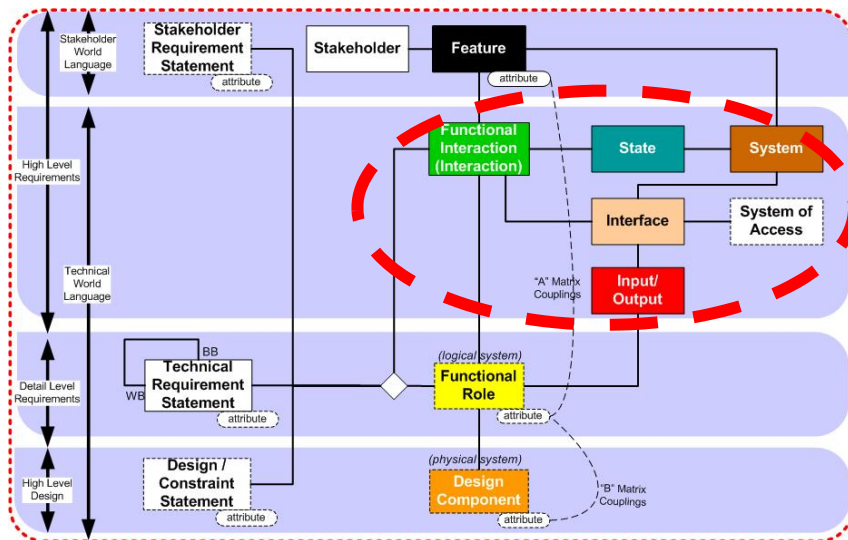 Stakeholder
World
Language
Stakeholder
Requirement
Statement
attribute
Stakeholder
Feature
attribute
High Level
Requirements
Technical
World
Language
Functional
Interaction
(Interaction)
State
System
Interface
System of
Access
Input/
Output
"A" Matrix
Couplings
Detail Level
Requirements
BB
WB
Technical
Requirement
Statement
attribute
(logical system)
Functional
Role
attribute
High Level
Design
Design /
Constraint
Statement
attribute
(physical system)
Design
Component
attribute
"B" Matrix
Couplings